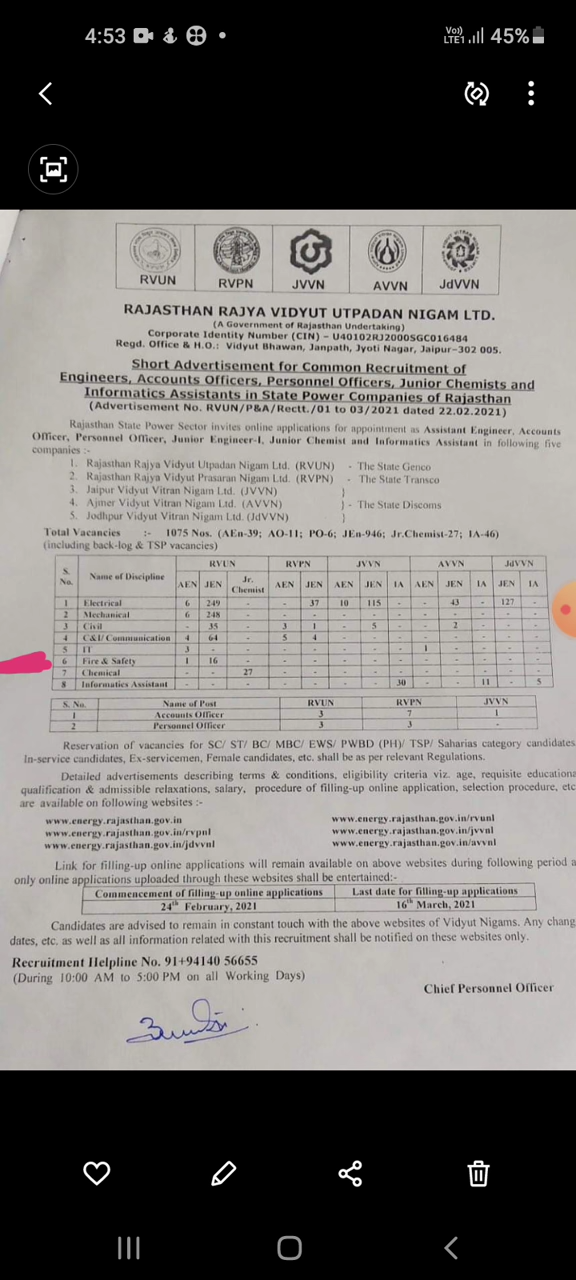 4:53
Vo))
LTE1
45%
RVUN RVPN JVVN AVVN JdVVN
RAJASTHAN RAJYA VIDYUT UTPADAN NIGAM LTD.
(A Government of Rajasthan Undertaking)
Corporate Identity Number (CIN) - U40102RJ2000SGC016484
Regd. Office & H.O.: Vidyut Bhawan, Janpath, Jyoti Nagar, Jaipur-302 005.
Short Advertisement for Common Recruitment of
Engineers, Accounts Officers, Personnel Officers, Junior Chemists and
Informatics Assistants in State Power Companies of Rajasthan
(Advertisement No. RVUN/P&A/Rectt./01 to 03/2021 dated 22.02.2021)
Rajasthan State Power Sector invites online applications for appointment as Assistant Engineer, Accounts
Officer, Personnel Officer, Junior Engineer-I, Junior Chemist and Informatics Assistant in following five
companies :-
1. Rajasthan Rajya Vidyut Utpadan Nigam Ltd. (RVUN) - The State Genco
2. Rajasthan Rajya Vidyut Prasaran Nigam Ltd. (RVPN) - The State Transco
3. Jaipur Vidyut Vitran Nigam Ltd. (JVVN) }
4. Ajmer Vidyut Vitran Nigam Ltd. (AVVN) } - The State Discoms
5. Jodhpur Vidyut Vitran Nigam Ltd. (JdVVN) }
Total Vacancies :- 1075 Nos. (AEn-39; AO-11; PO-6; JEn-946; Jr.Chemist-27; IA-46)
(including back-log & TSP vacancies)
S. No. Name of Discipline RVUN RVPN JVVN AVVN JdVVN
AEN JEN Jr. Chemist AEN JEN AEN JEN IA AEN JEN IA JEN IA
1 Electrical 6 249 - - 37 10 115 - - 43 - 127 -
2 Mechanical 6 248 - - - - - - - - - - -
3 Civil - 35 - 3 1 - 5 - - 2 - - -
4 C&I/ Communication 4 64 - 5 4 - - - - - - - -
5 IT 3 - - - - - - - 1 - - - -
6 Fire & Safety 1 16 - - - - - - - - - - -
7 Chemical - - 27 - - - - - - - - - -
8 Informatics Assistant - - - - - - - 30 - - 11 - 5
S. No. Name of Post RVUN RVPN JVVN
1 Accounts Officer 3 7 1
2 Personnel Officer 3 3 -
Reservation of vacancies for SC/ ST/ BC/ MBC/ EWS/ PWBD (PH)/ TSP/ Saharias category candidates
In-service candidates, Ex-servicemen, Female candidates, etc. shall be as per relevant Regulations.
Detailed advertisements describing terms & conditions, eligibility criteria viz. age, requisite educationa
qualification & admissible relaxations, salary, procedure of filling-up online application, selection procedure, etc
are available on following websites :-
www.energy.rajasthan.gov.in www.energy.rajasthan.gov.in/rvunl
www.energy.rajasthan.gov.in/rvpnl www.energy.rajasthan.gov.in/jvvnl
www.energy.rajasthan.gov.in/jdvvnl www.energy.rajasthan.gov.in/avvnl
Link for filling-up online applications will remain available on above websites during following period a
only online applications uploaded through these websites shall be entertained:-
Commencement of filling-up online applications Last date for filling-up applications
24th February, 2021 16th March, 2021
Candidates are advised to remain in constant touch with the above websites of Vidyut Nigams. Any chang
dates, etc. as well as all information related with this recruitment shall be notified on these websites only.
Recruitment Helpline No. 91+94140 56655
(During 10:00 AM to 5:00 PM on all Working Days)
Chief Personnel Officer